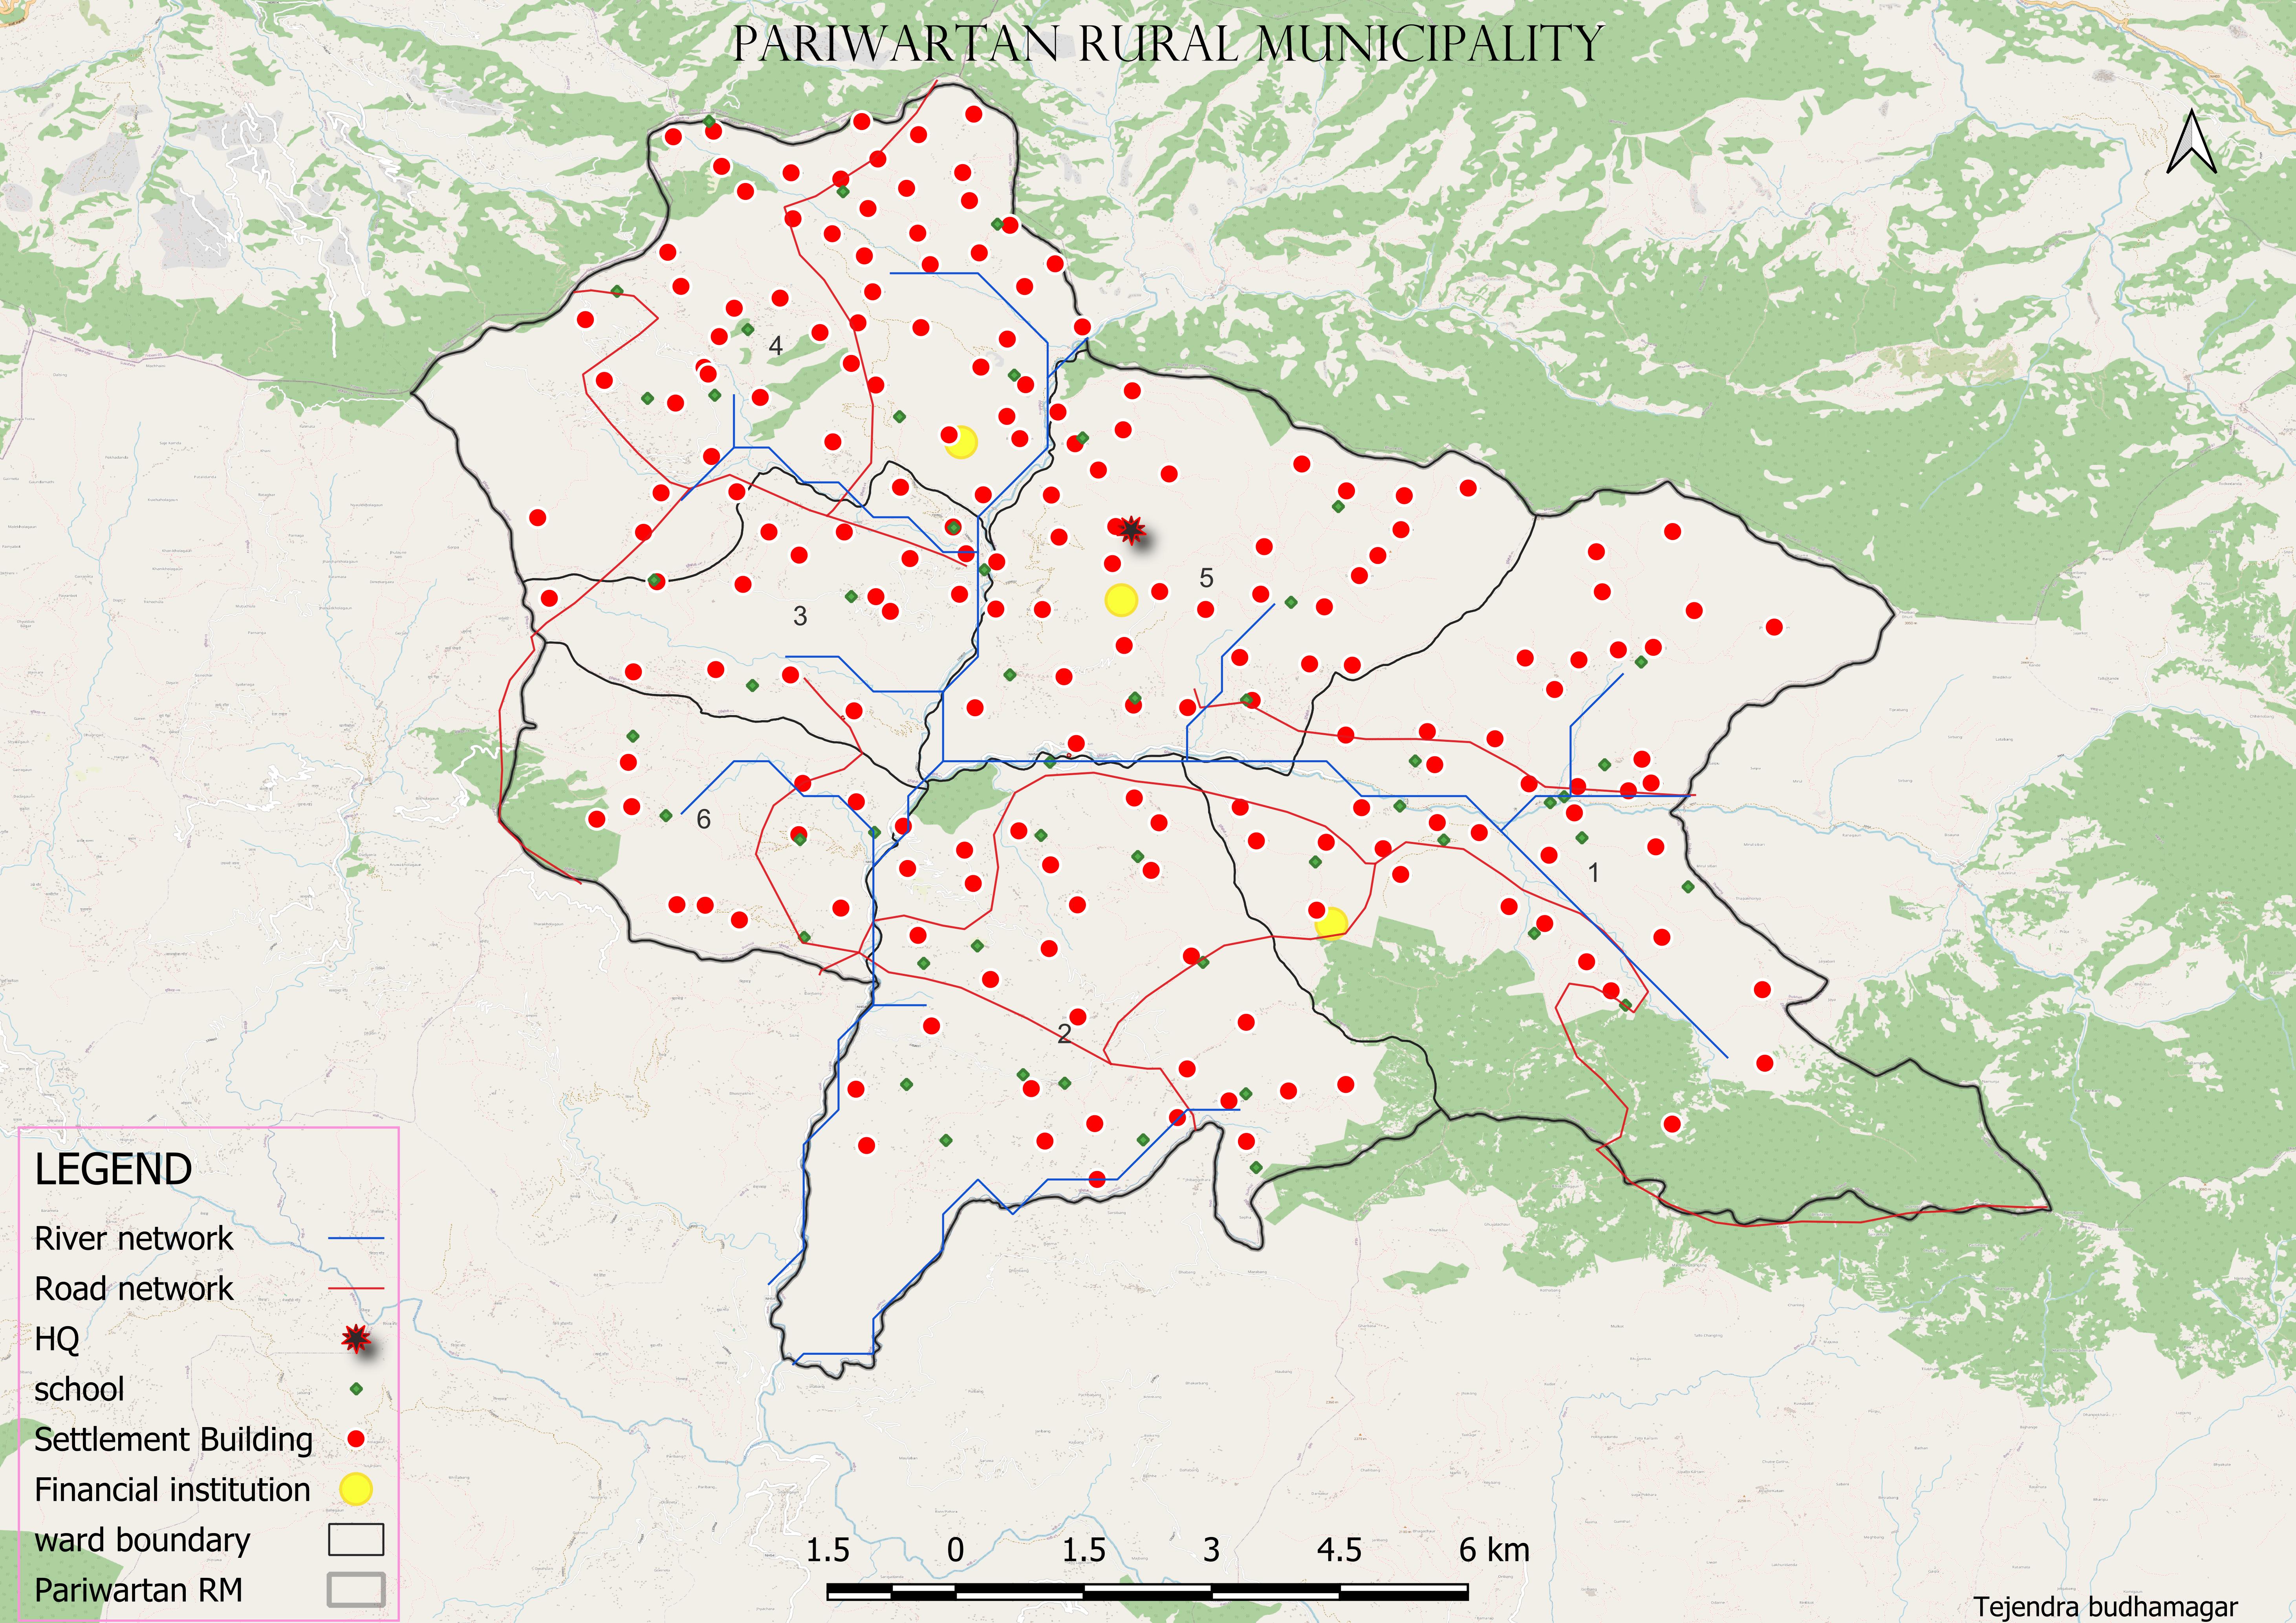 PARIWARTAN RURAL MUNICIPALITY
4
5
3
6
1
2
LEGEND
River network
Road network
HQ
school
Settlement Building
Financial institution
ward boundary
Pariwartan RM
1.5 0 1.5 3 4.5 6 km
Tejendra budhamagar